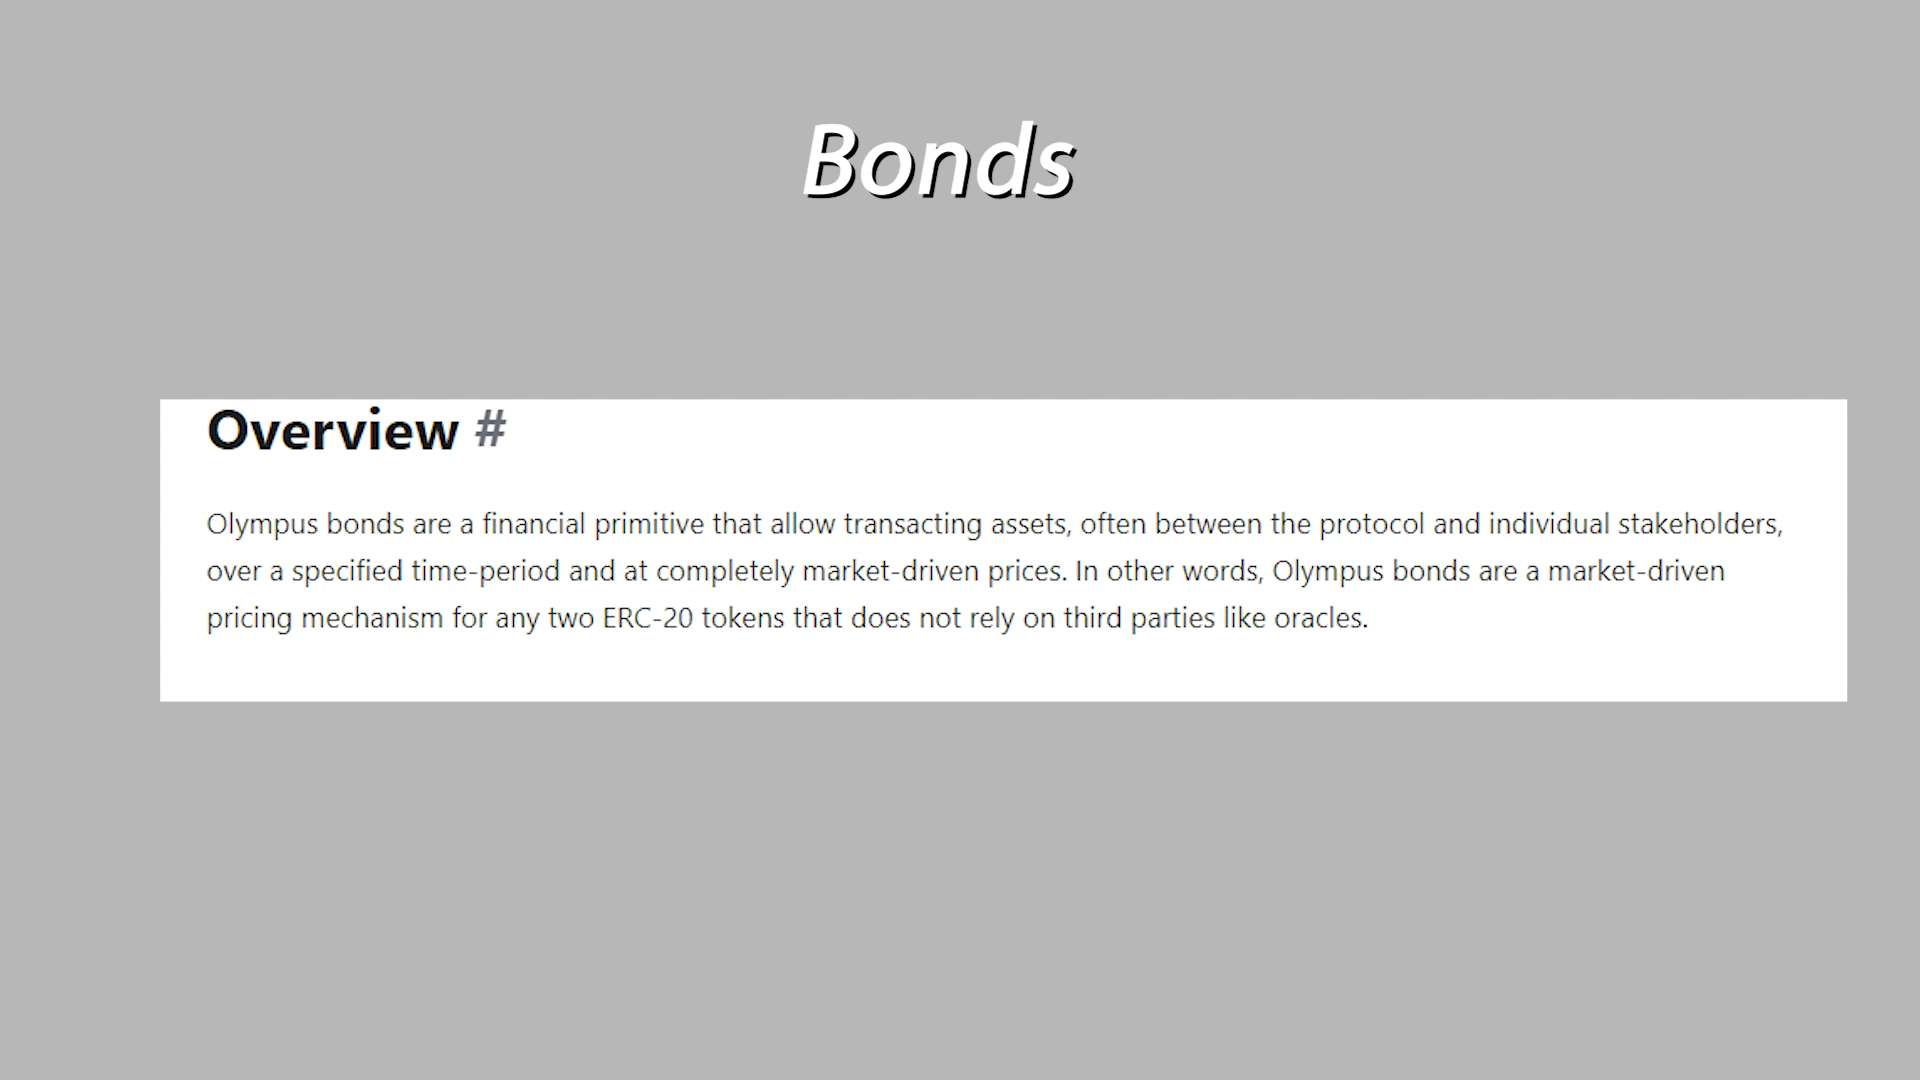 Bonds
Overview #
Olympus bonds are a financial primitive that allow transacting assets, often between the protocol and individual stakeholders,
over a specified time-period and at completely market-driven prices. In other words, Olympus bonds are a market-driven
pricing mechanism for any two ERC-20 tokens that does not rely on third parties like oracles.